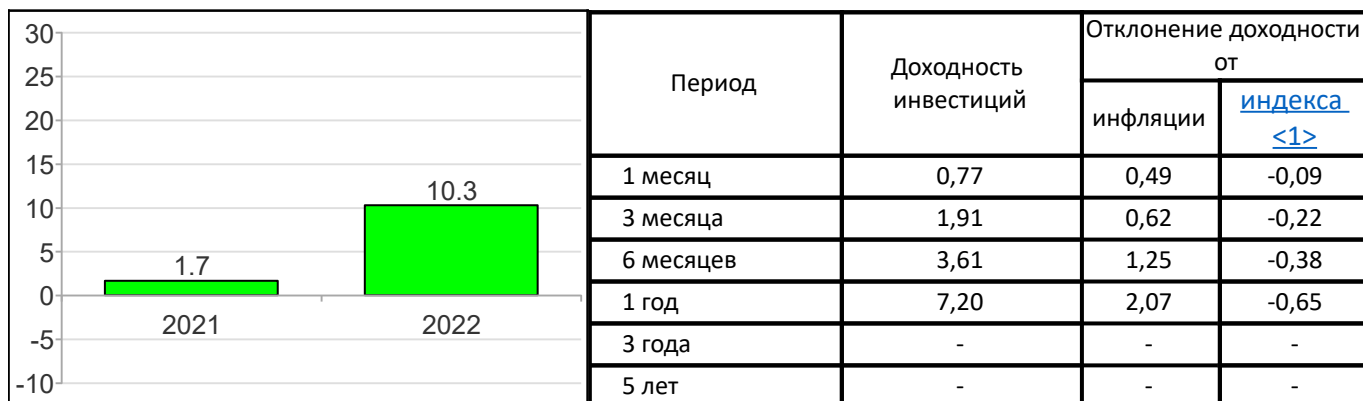 30
25
20
15
10
5
0
-5
-10
1.7
10.3
2021
2022
Период
Доходность
инвестиций
Отклонение доходности
от
инфляции
индекса
<1>
1 месяц 0,77 0,49 -0,09
3 месяца 1,91 0,62 -0,22
6 месяцев 3,61 1,25 -0,38
1 год 7,20 2,07 -0,65
3 года - - -
5 лет - - -